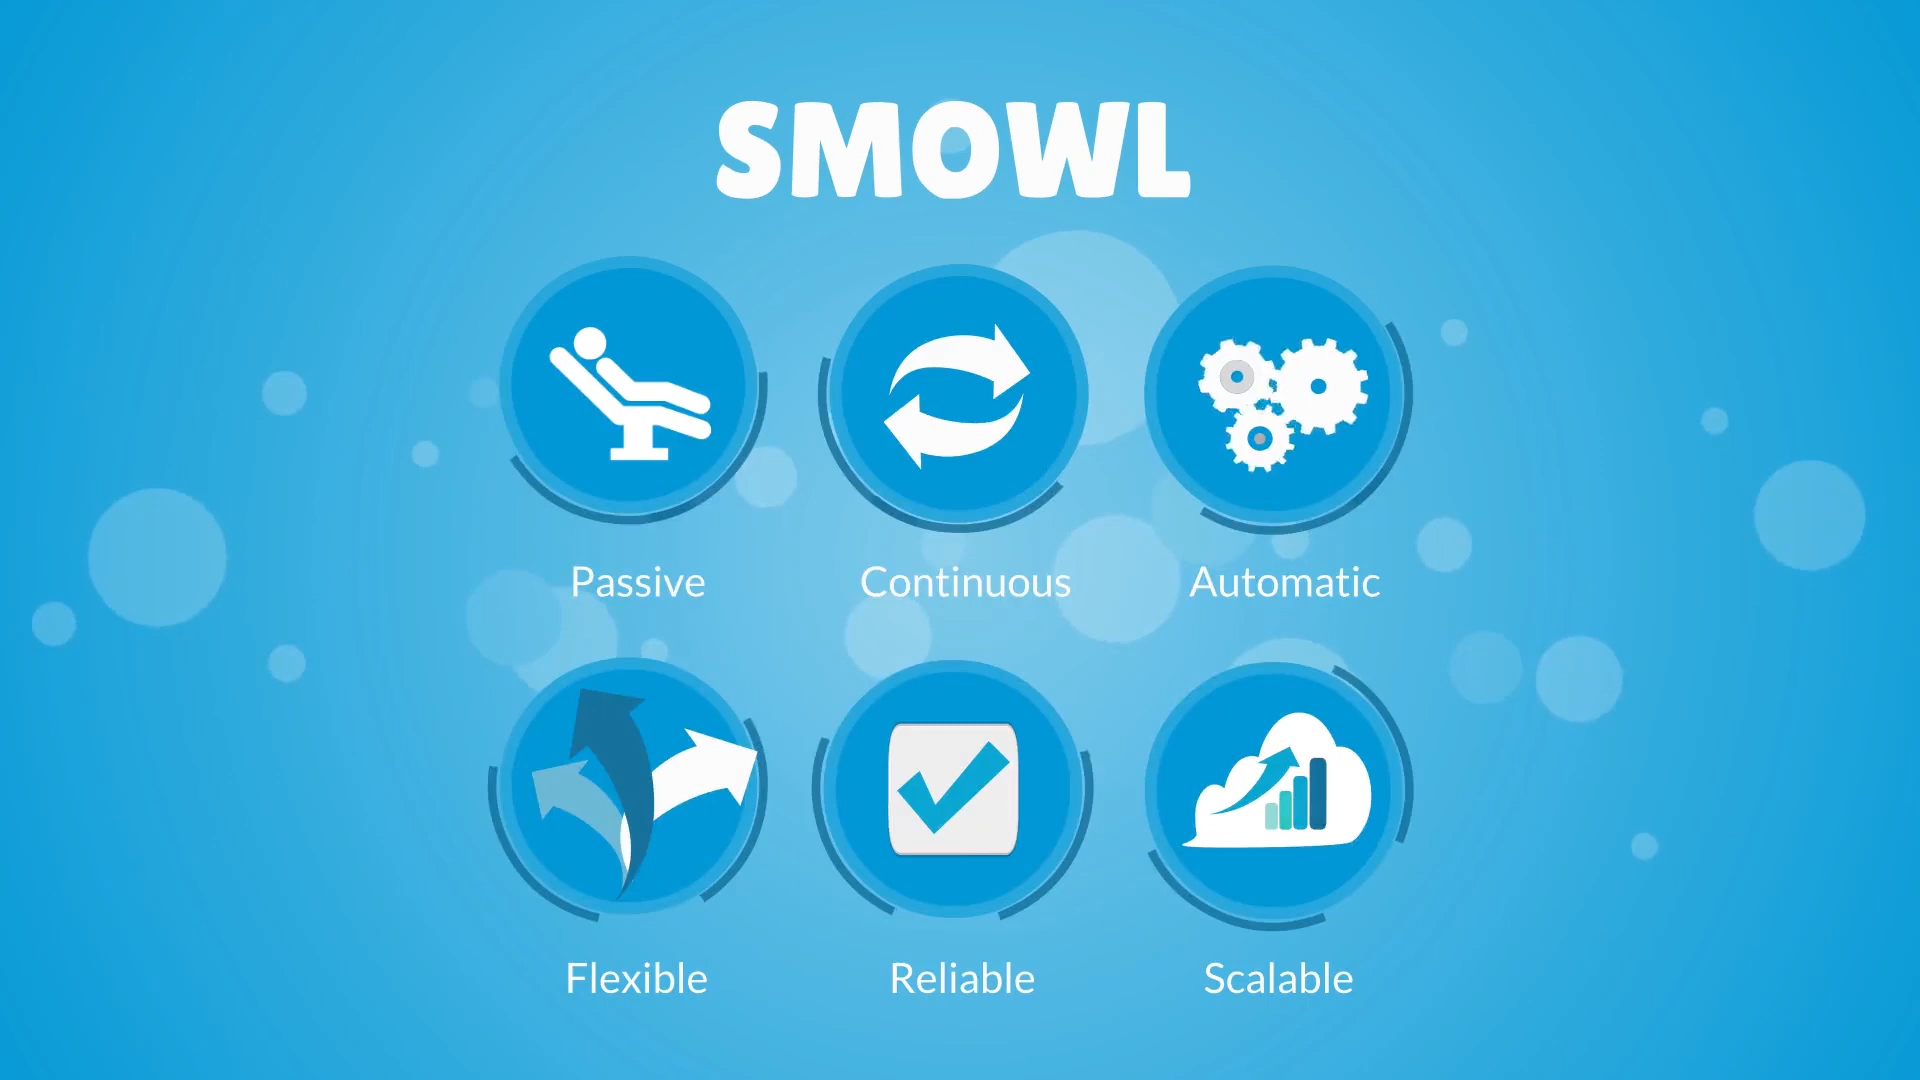 SMOWL
Passive
Continuous
Automatic
Flexible
Reliable
Scalable